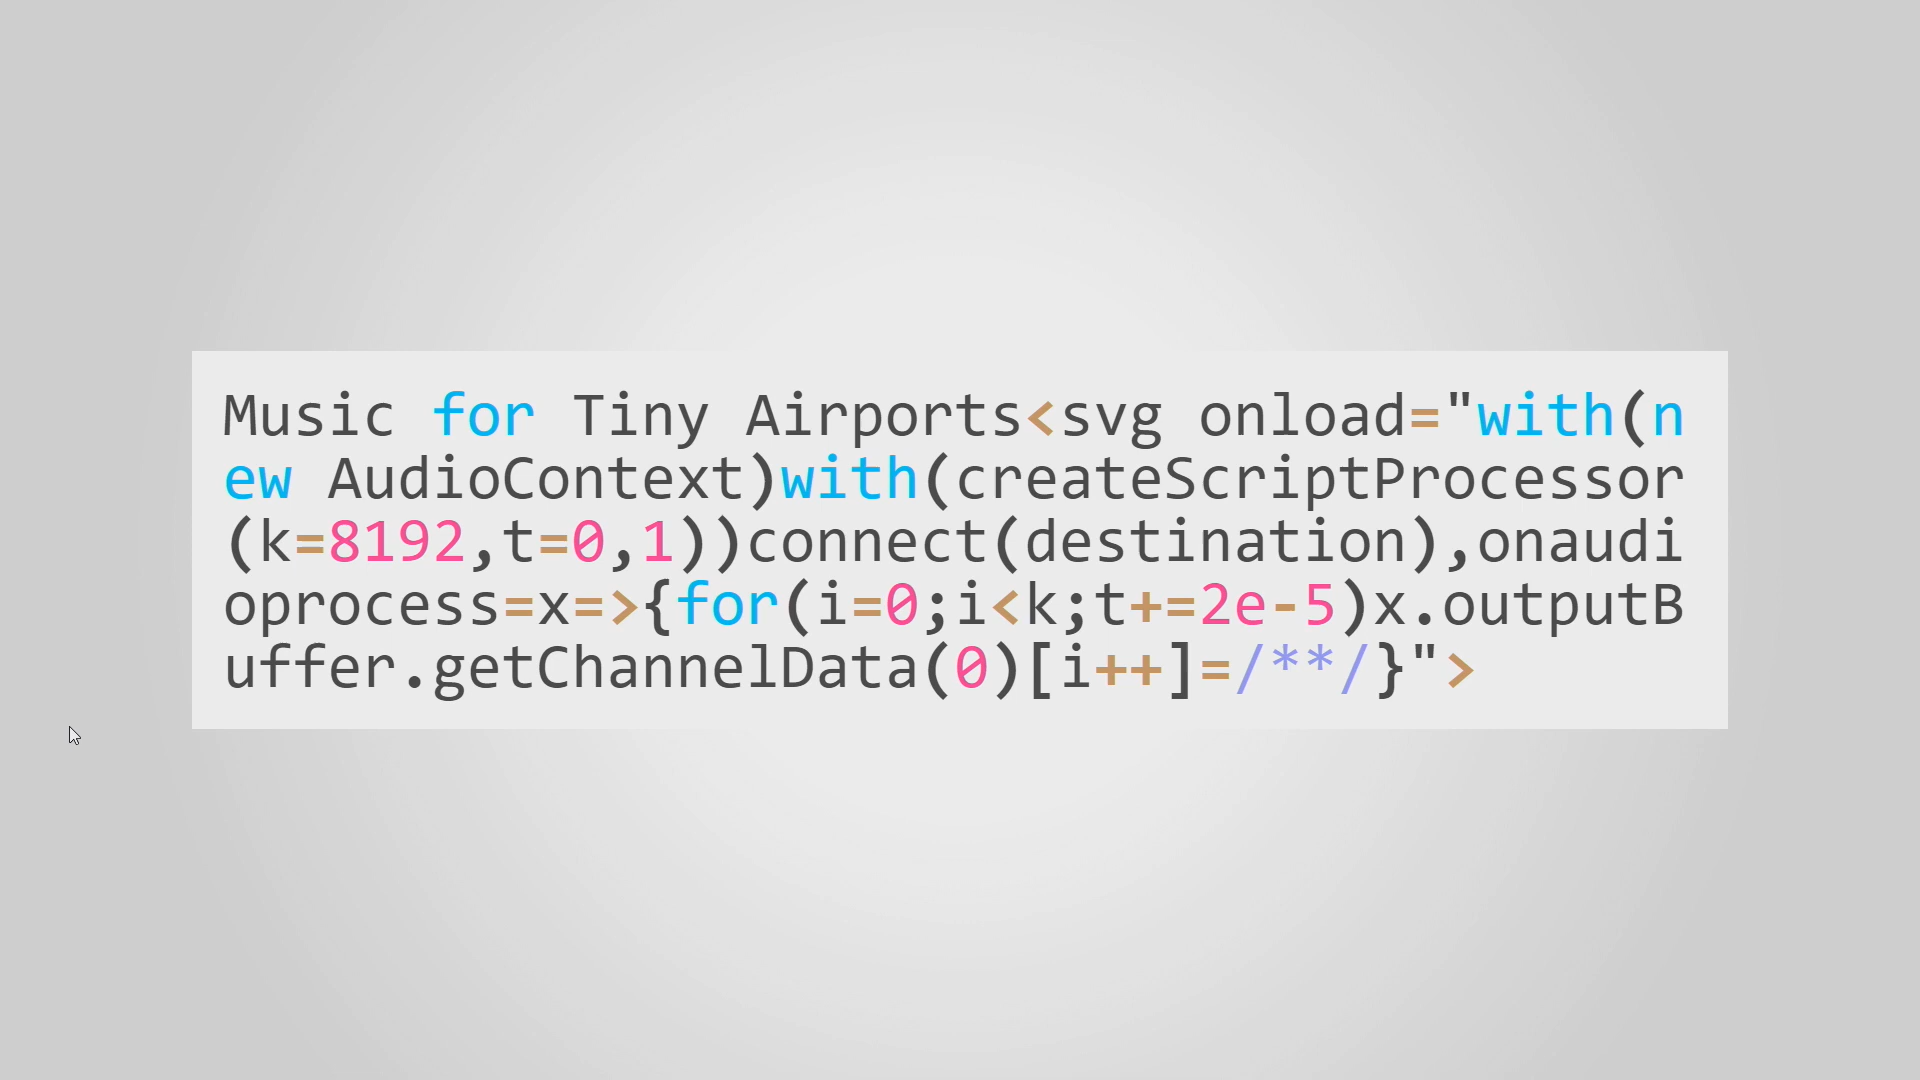 Music for Tiny Airports<svg onload="with(n
ew AudioContext)with(createScriptProcessor
(k=8192,t=0,1))connect(destination),onaudi
oprocess=x=>{for(i=0;i<k;t+=2e-5)x.outputB
uffer.getChannelData(0)[i++]=/**/}">